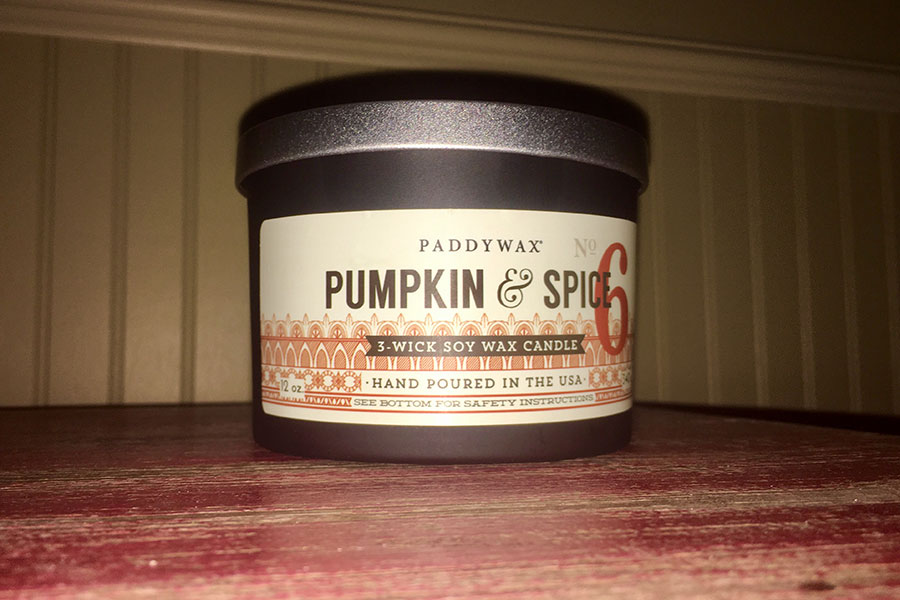 PADDYWAX®
Nº 6
PUMPKIN & SPICE
3-WICK SOY WAX CANDLE
12 oz.
· HAND POURED IN THE USA ·
SEE BOTTOM FOR SAFETY INSTRUCTIONS